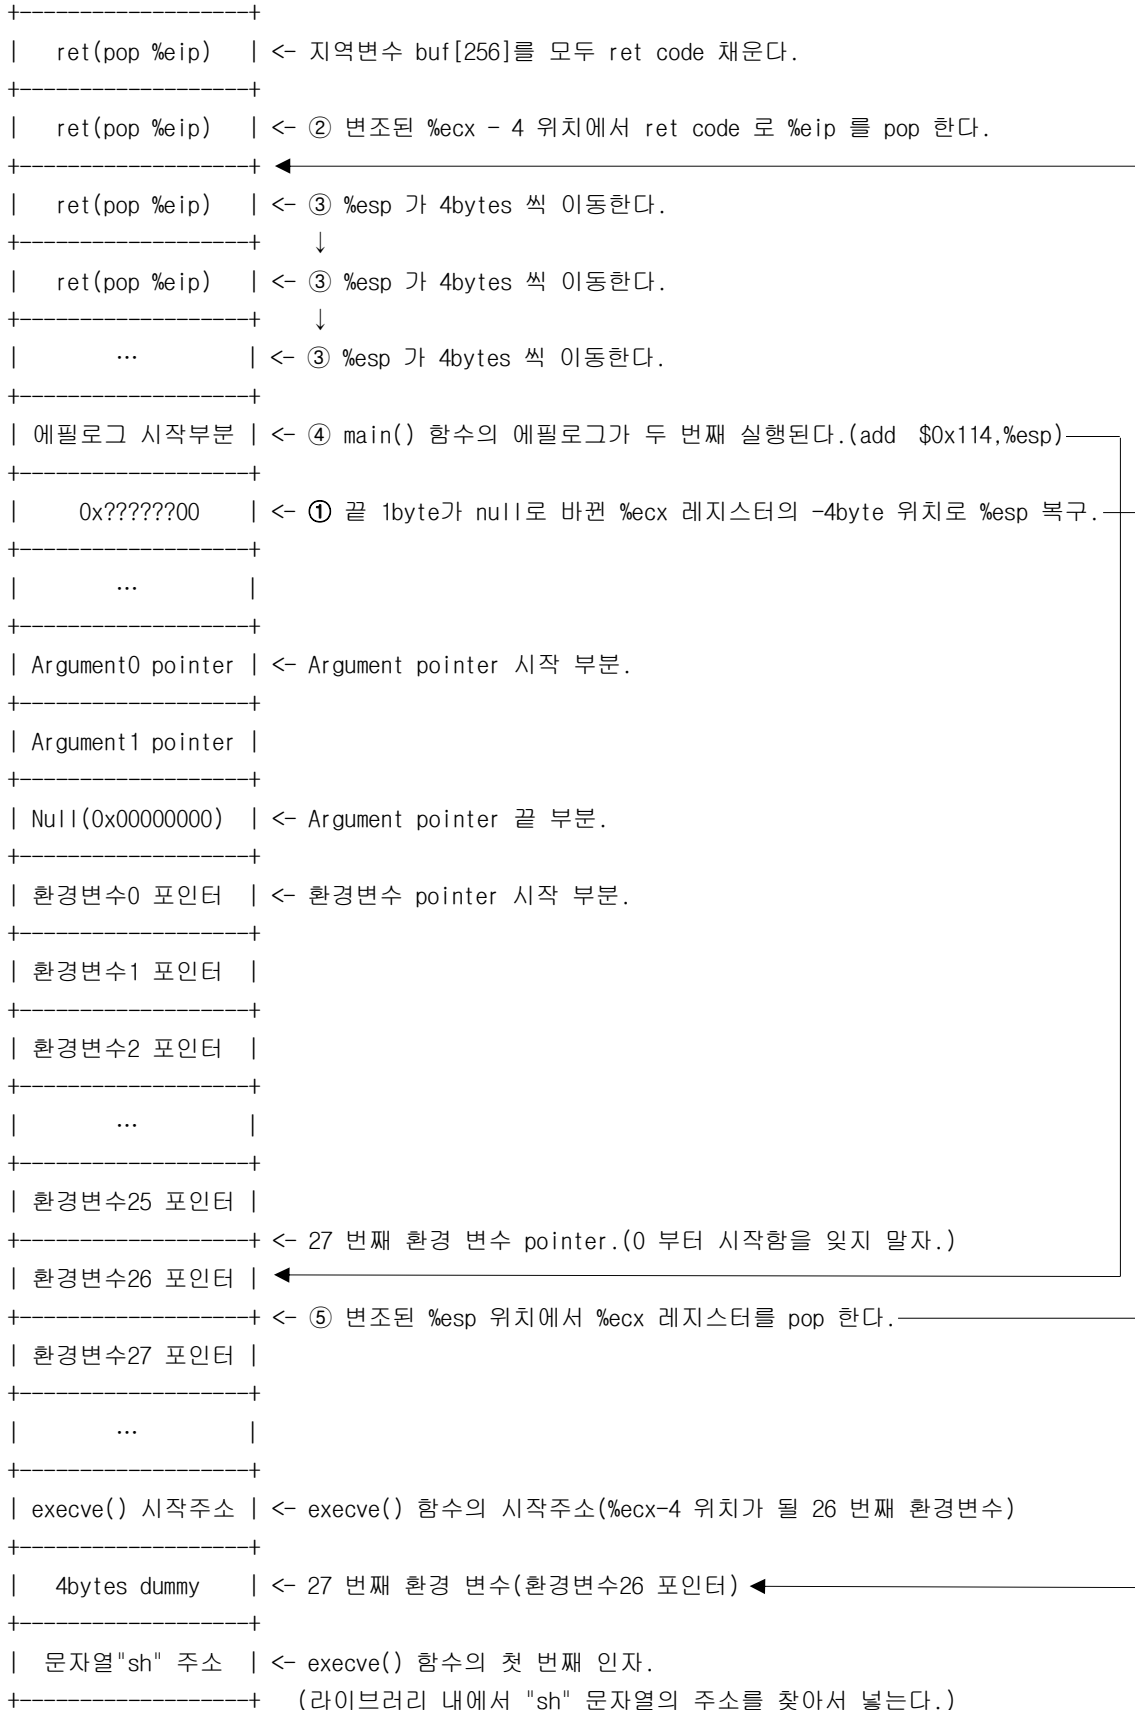 +-------------------+
| ret(pop %eip) | <- 지역변수 buf[256]를 모두 ret code 채운다.
+-------------------+
| ret(pop %eip) | <- ② 변조된 %ecx - 4 위치에서 ret code 로 %eip 를 pop 한다.
+-------------------+
| ret(pop %eip) | <- ③ %esp 가 4bytes 씩 이동한다.
+-------------------+ ↓
| ret(pop %eip) | <- ③ %esp 가 4bytes 씩 이동한다.
+-------------------+ ↓
| … | <- ③ %esp 가 4bytes 씩 이동한다.
+-------------------+
| 에필로그 시작부분 | <- ④ main() 함수의 에필로그가 두 번째 실행된다.(add $0x114,%esp)
+-------------------+
| 0x??????00 | <- ① 끝 1byte가 null로 바뀐 %ecx 레지스터의 -4byte 위치로 %esp 복구.
+-------------------+
| … |
+-------------------+
| Argument0 pointer | <- Argument pointer 시작 부분.
+-------------------+
| Argument1 pointer |
+-------------------+
| Null(0x00000000) | <- Argument pointer 끝 부분.
+-------------------+
| 환경변수0 포인터 | <- 환경변수 pointer 시작 부분.
+-------------------+
| 환경변수1 포인터 |
+-------------------+
| 환경변수2 포인터 |
+-------------------+
| … |
+-------------------+
| 환경변수25 포인터 |
+-------------------+ <- 27 번째 환경 변수 pointer.(0 부터 시작함을 잊지 말자.)
| 환경변수26 포인터 |
+-------------------+ <- ⑤ 변조된 %esp 위치에서 %ecx 레지스터를 pop 한다.
| 환경변수27 포인터 |
+-------------------+
| … |
+-------------------+
| execve() 시작주소 | <- execve() 함수의 시작주소(%ecx-4 위치가 될 26 번째 환경변수)
+-------------------+
| 4bytes dummy | <- 27 번째 환경 변수(환경변수26 포인터)
+-------------------+
| 문자열"sh" 주소 | <- execve() 함수의 첫 번째 인자.
+-------------------+ (라이브러리 내에서 "sh" 문자열의 주소를 찾아서 넣는다.)